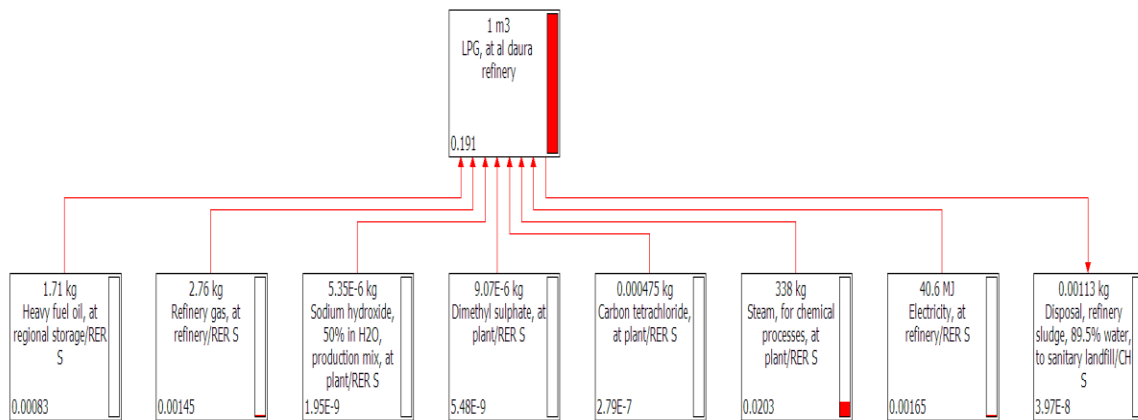 1 m3
LPG, at al daura
refinery
0.191
1.71 kg
Heavy fuel oil, at
regional storage/RER
S
0.00083
2.76 kg
Refinery gas, at
refinery/RER S
0.00145
5.35E-6 kg
Sodium hydroxide,
50% in H2O,
production mix, at
plant/RER S
1.95E-9
9.07E-6 kg
Dimethyl sulphate, at
plant/RER S
5.48E-9
0.000475 kg
Carbon tetrachloride,
at plant/RER S
2.79E-7
338 kg
Steam, for chemical
processes, at
plant/RER S
0.0203
40.6 MJ
Electricity, at
refinery/RER S
0.00165
0.00113 kg
Disposal, refinery
sludge, 89.5% water,
to sanitary landfill/CH
S
3.97E-8